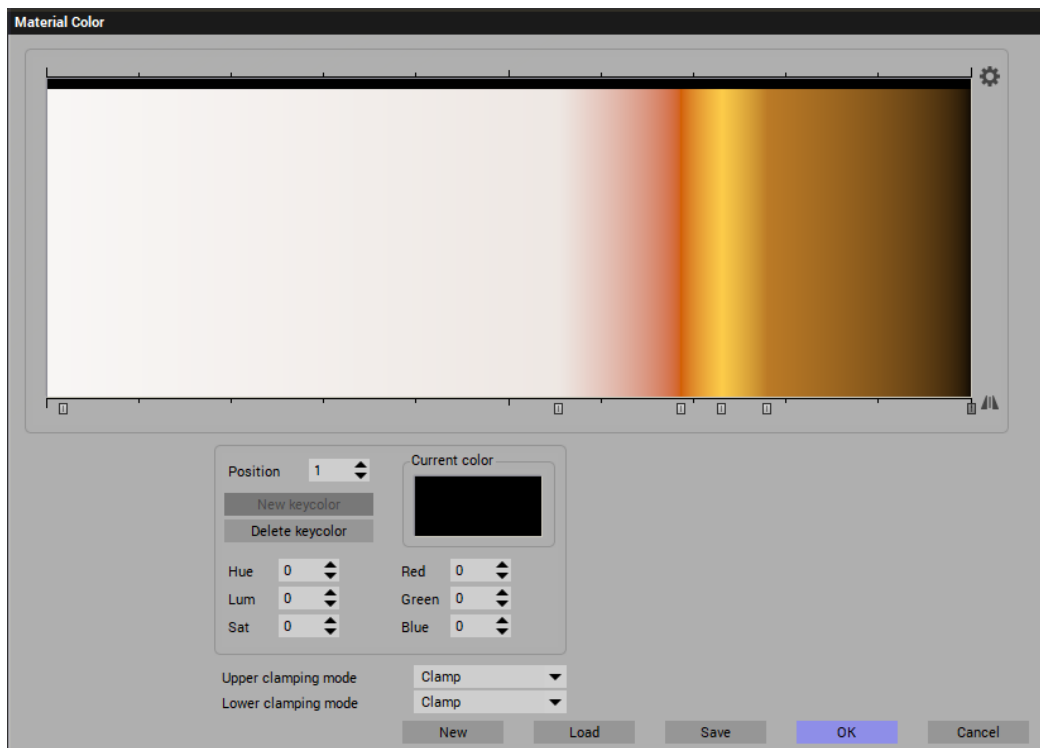 Material Color
Position 1
Current color
New keycolor
Delete keycolor
Hue 0 Red 0
Lum 0 Green 0
Sat 0 Blue 0
Upper clamping mode Clamp
Lower clamping mode Clamp
New Load Save OK Cancel